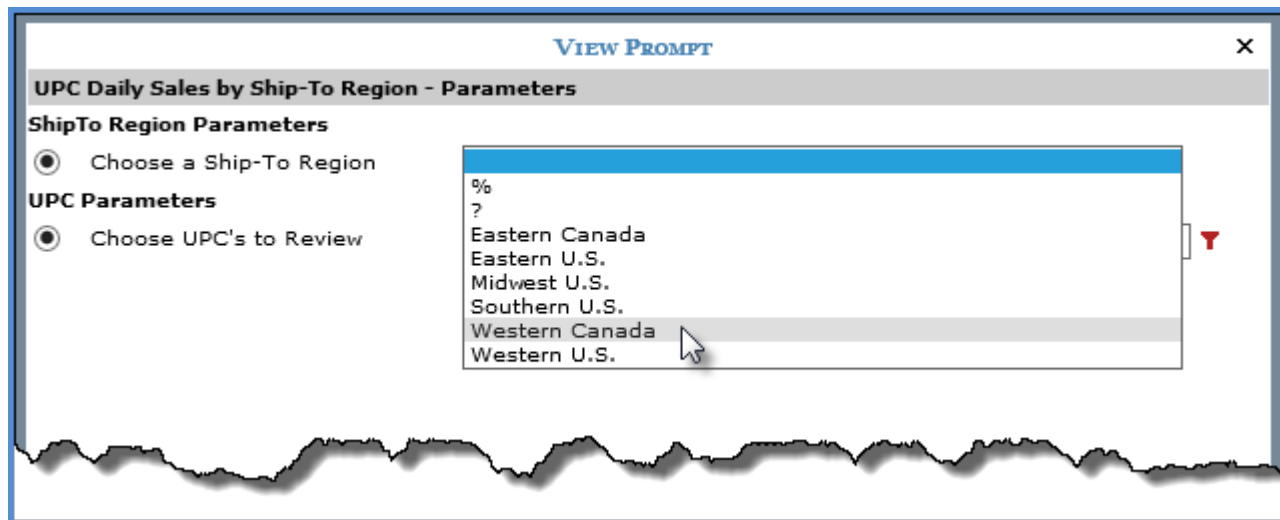 VIEW PROMPT
×
UPC Daily Sales by Ship-To Region - Parameters
ShipTo Region Parameters
Choose a Ship-To Region
UPC Parameters
Choose UPC's to Review
%
?
Eastern Canada
Eastern U.S.
Midwest U.S.
Southern U.S.
Western Canada
Western U.S.